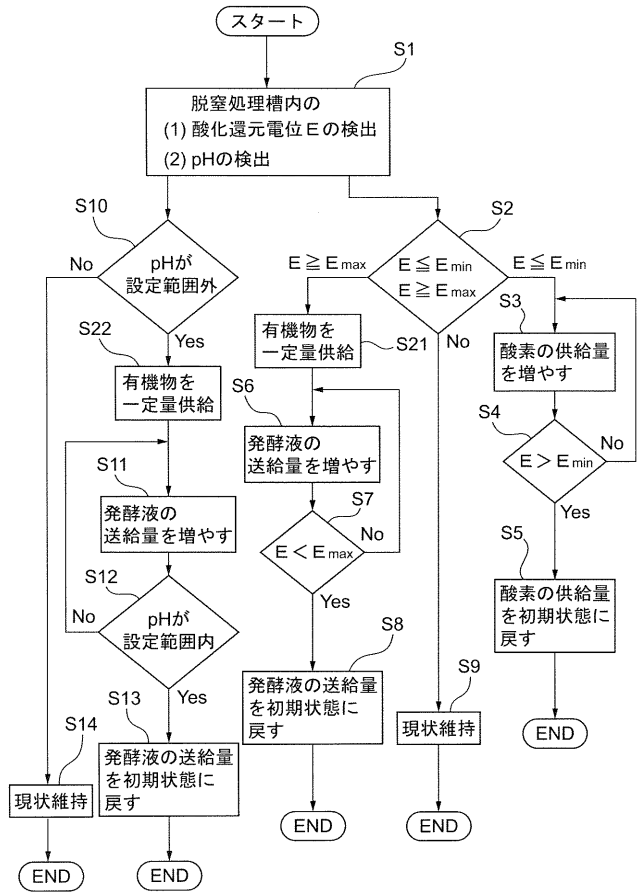 スタート
S1
脱窒処理槽内の
(1) 酸化還元電位Eの検出
(2) pHの検出
S10
pHが
設定範囲外
No
Yes
S22
有機物を
一定量供給
S11
発酵液の
送給量を増やす
S12
pHが
設定範囲内
No
Yes
S13
発酵液の送給量
を初期状態に
戻す
END
S14
現状維持
END
S2
E≦Emin
E≧Emax
E≧Emax
E≦Emin
No
有機物を
一定量供給
S21
S6
発酵液の
送給量を増やす
S7
E<Emax
No
Yes
S8
発酵液の送給量
を初期状態に
戻す
END
S9
現状維持
END
S3
酸素の供給量
を増やす
S4
E>Emin
No
Yes
S5
酸素の供給量
を初期状態に
戻す
END